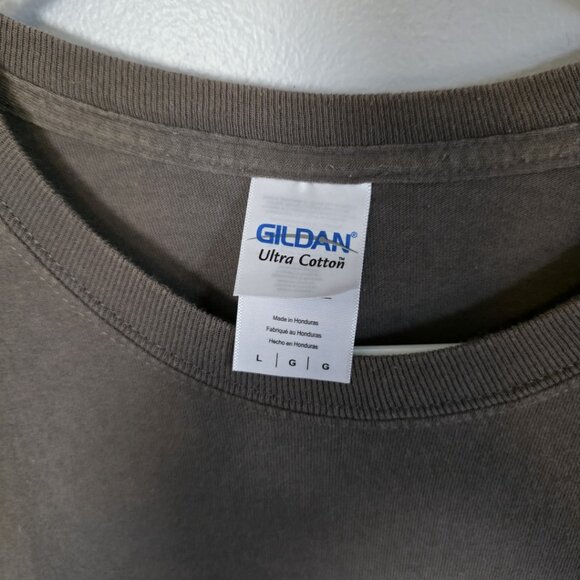 GILDAN®
Ultra Cotton™
Made in Honduras
Fabriqué au Honduras
Hecho en Honduras
L | G | G